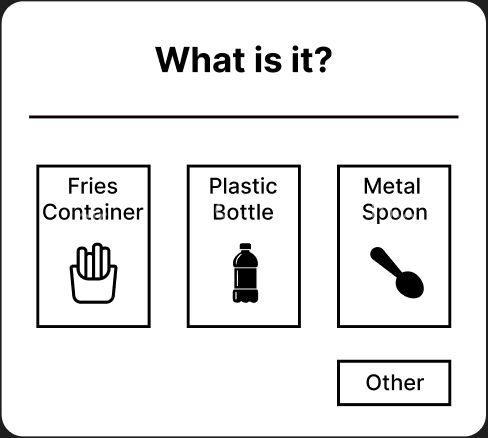 What is it?
Fries
Container
Plastic
Bottle
Metal
Spoon
Other